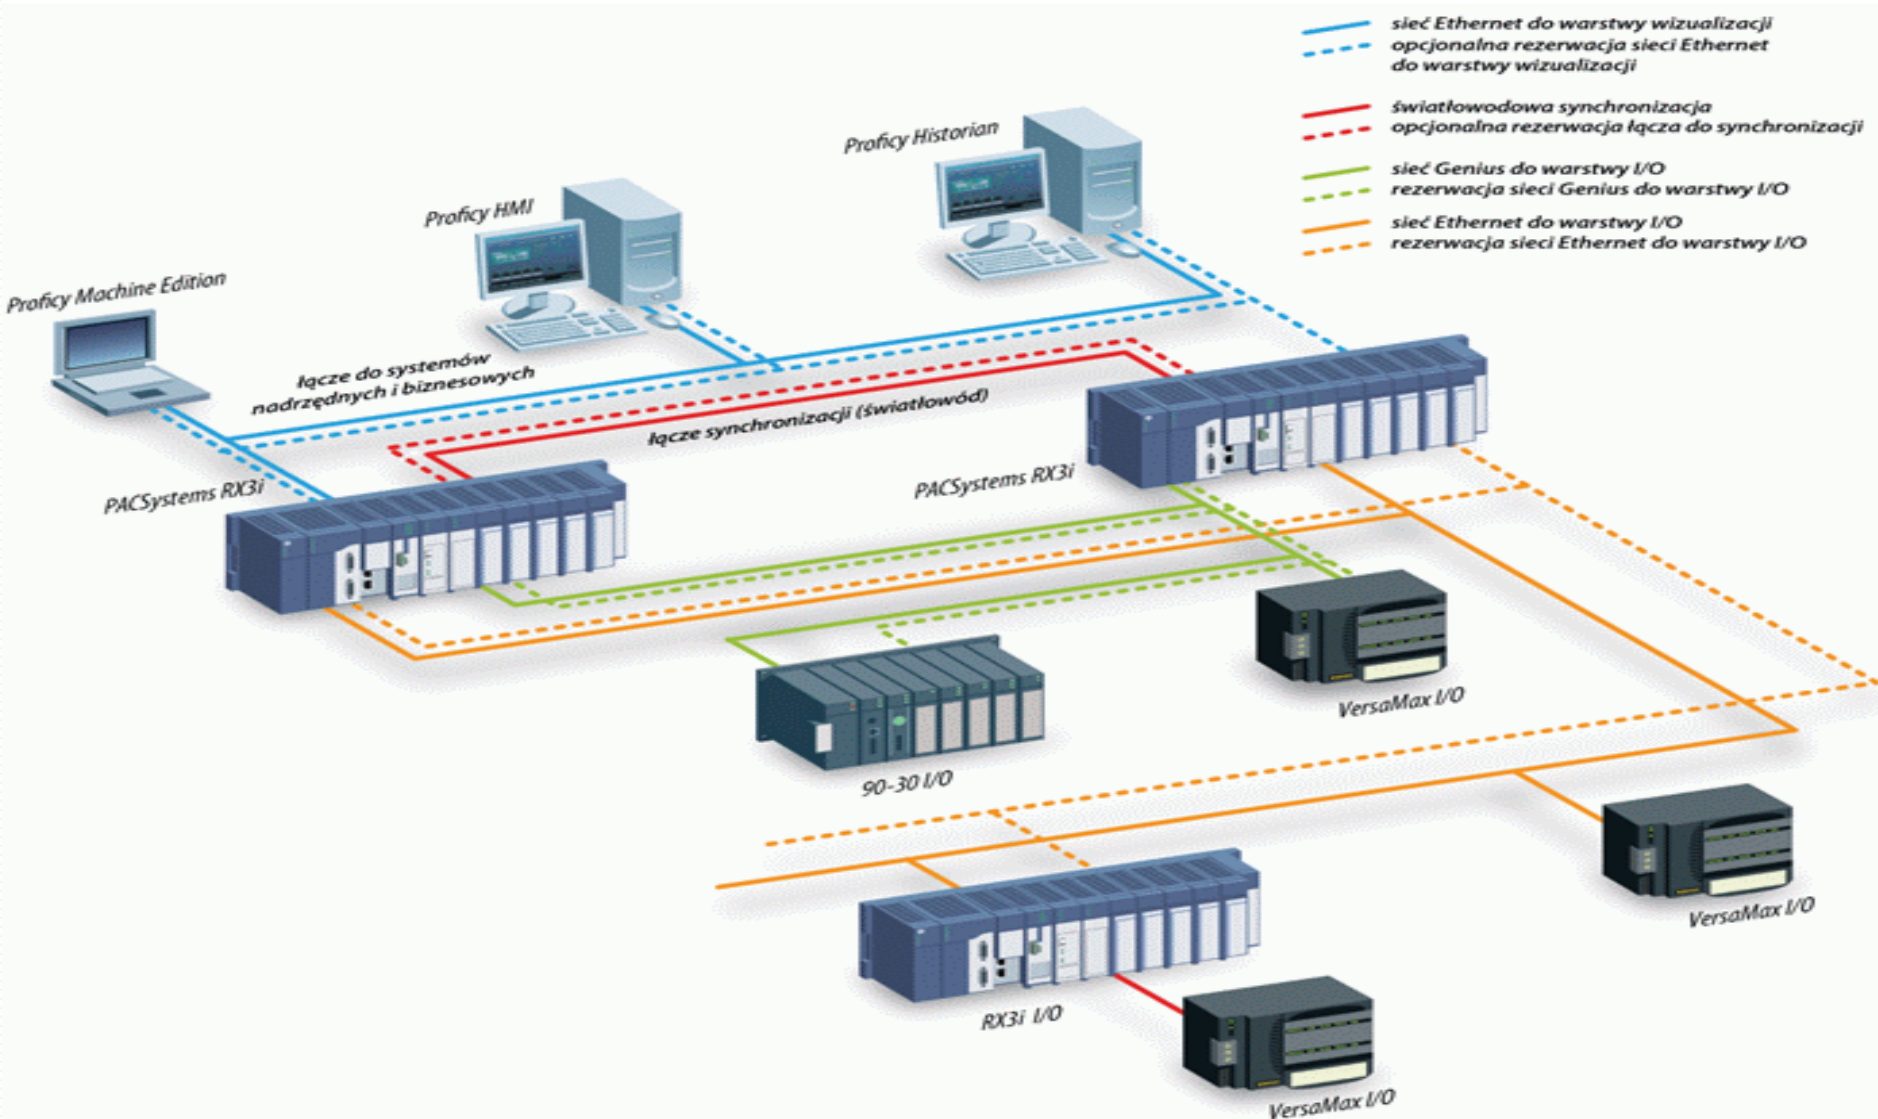 sieć Ethernet do warstwy wizualizacji
opcjonalna rezerwacja sieci Ethernet
do warstwy wizualizacji
światłowodowa synchronizacja
opcjonalna rezerwacja łącza do synchronizacji
sieć Genius do warstwy I/O
rezerwacja sieci Genius do warstwy I/O
sieć Ethernet do warstwy I/O
rezerwacja sieci Ethernet do warstwy I/O
Proficy Historian
Proficy HMI
Proficy Machine Edition
łącze do systemów
nadrzędnych i biznesowych
łącze synchronizacji (światłowód)
PACSystems RX3i
PACSystems RX3i
VersaMax I/O
90-30 I/O
VersaMax I/O
RX3i I/O
VersaMax I/O